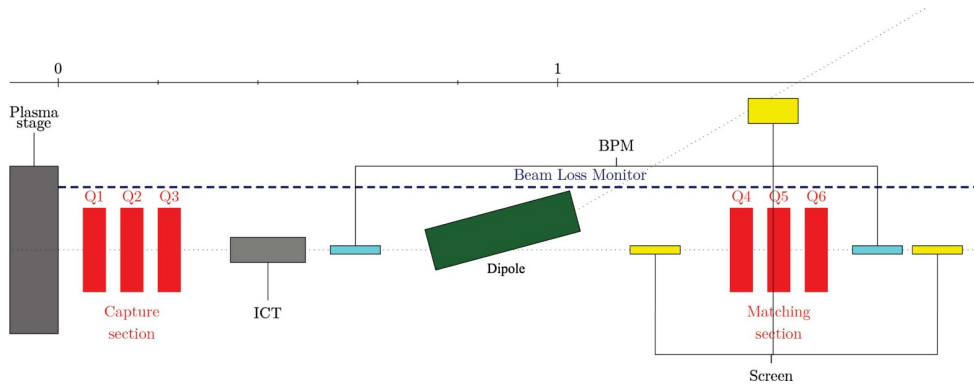 0
1
Plasma
stage
BPM
Beam Loss Monitor
Q1 Q2 Q3
Q4 Q5 Q6
Dipole
Capture
section
ICT
Matching
section
Screen